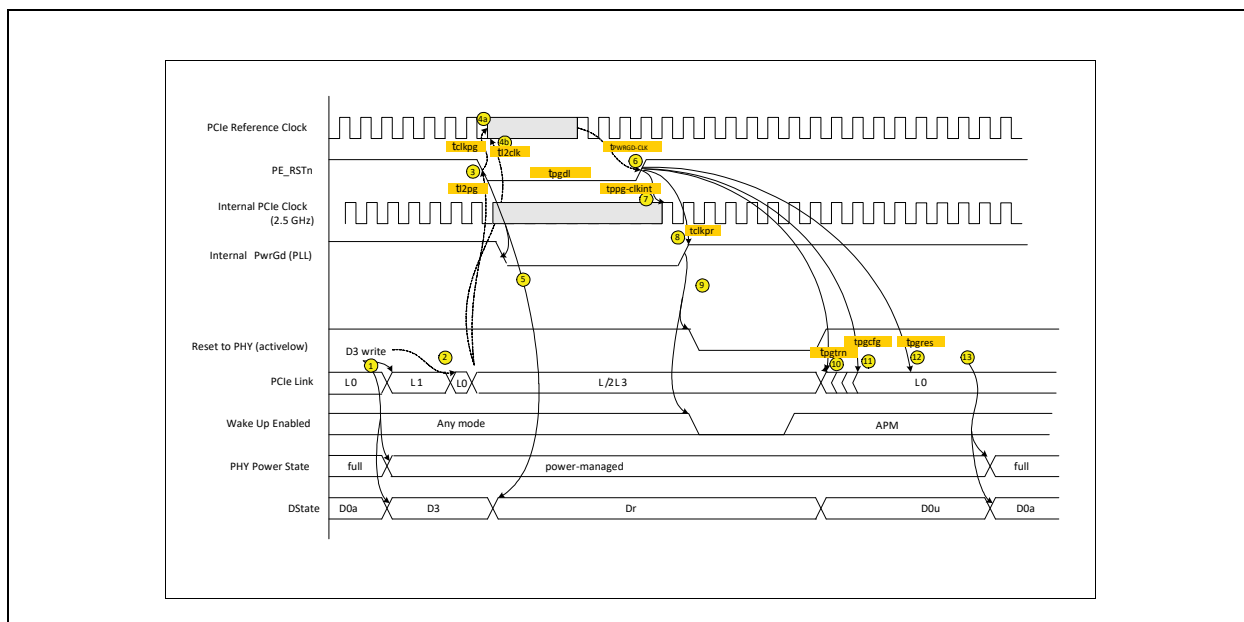 PCIe Reference Clock
4a
4b
tclkpg
tl2clk
tPWRGD-CLK
PE_RSTn
3
6
tl2pg
tpgdl
tppg-clkint
Internal PCIe Clock
(2.5 GHz)
7
8
tclkpr
Internal PwrGd (PLL)
5
9
Reset to PHY (activelow)
D3 write
1
2
tpgtrn
tpgcfg
tpgres
10
11
12
13
PCIe Link
L0
L1
L0
L/2L3
L0
Wake Up Enabled
Any mode
APM
PHY Power State
full
power-managed
full
DState
D0a
D3
Dr
D0u
D0a